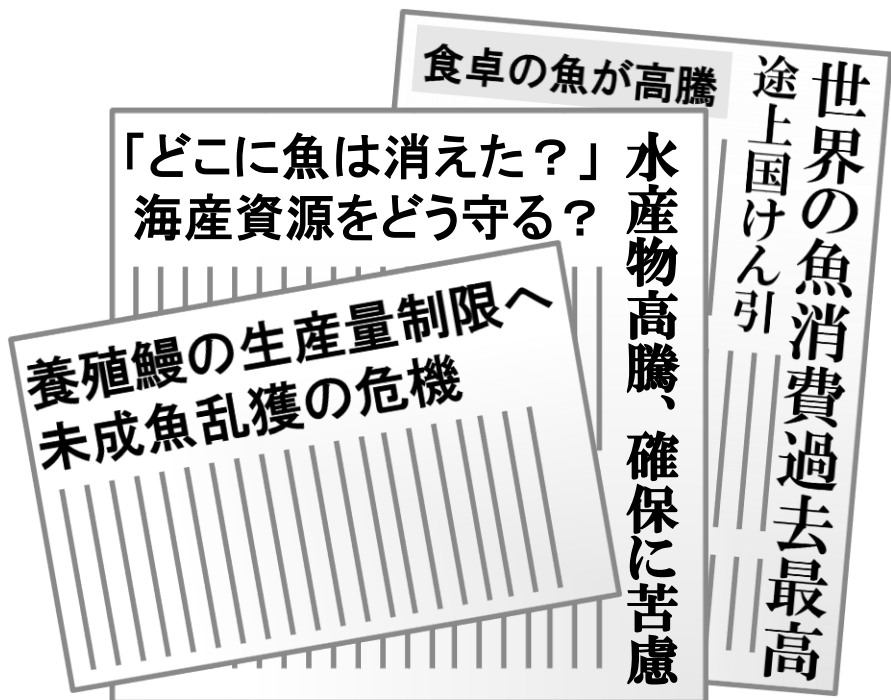 食卓の魚が高騰
世界の魚消費過去最高
途上国けん引
「どこに魚は消えた？」
海産資源をどう守る？
水産物高騰、確保に苦慮
養殖鰻の生産量制限へ
未成魚乱獲の危機